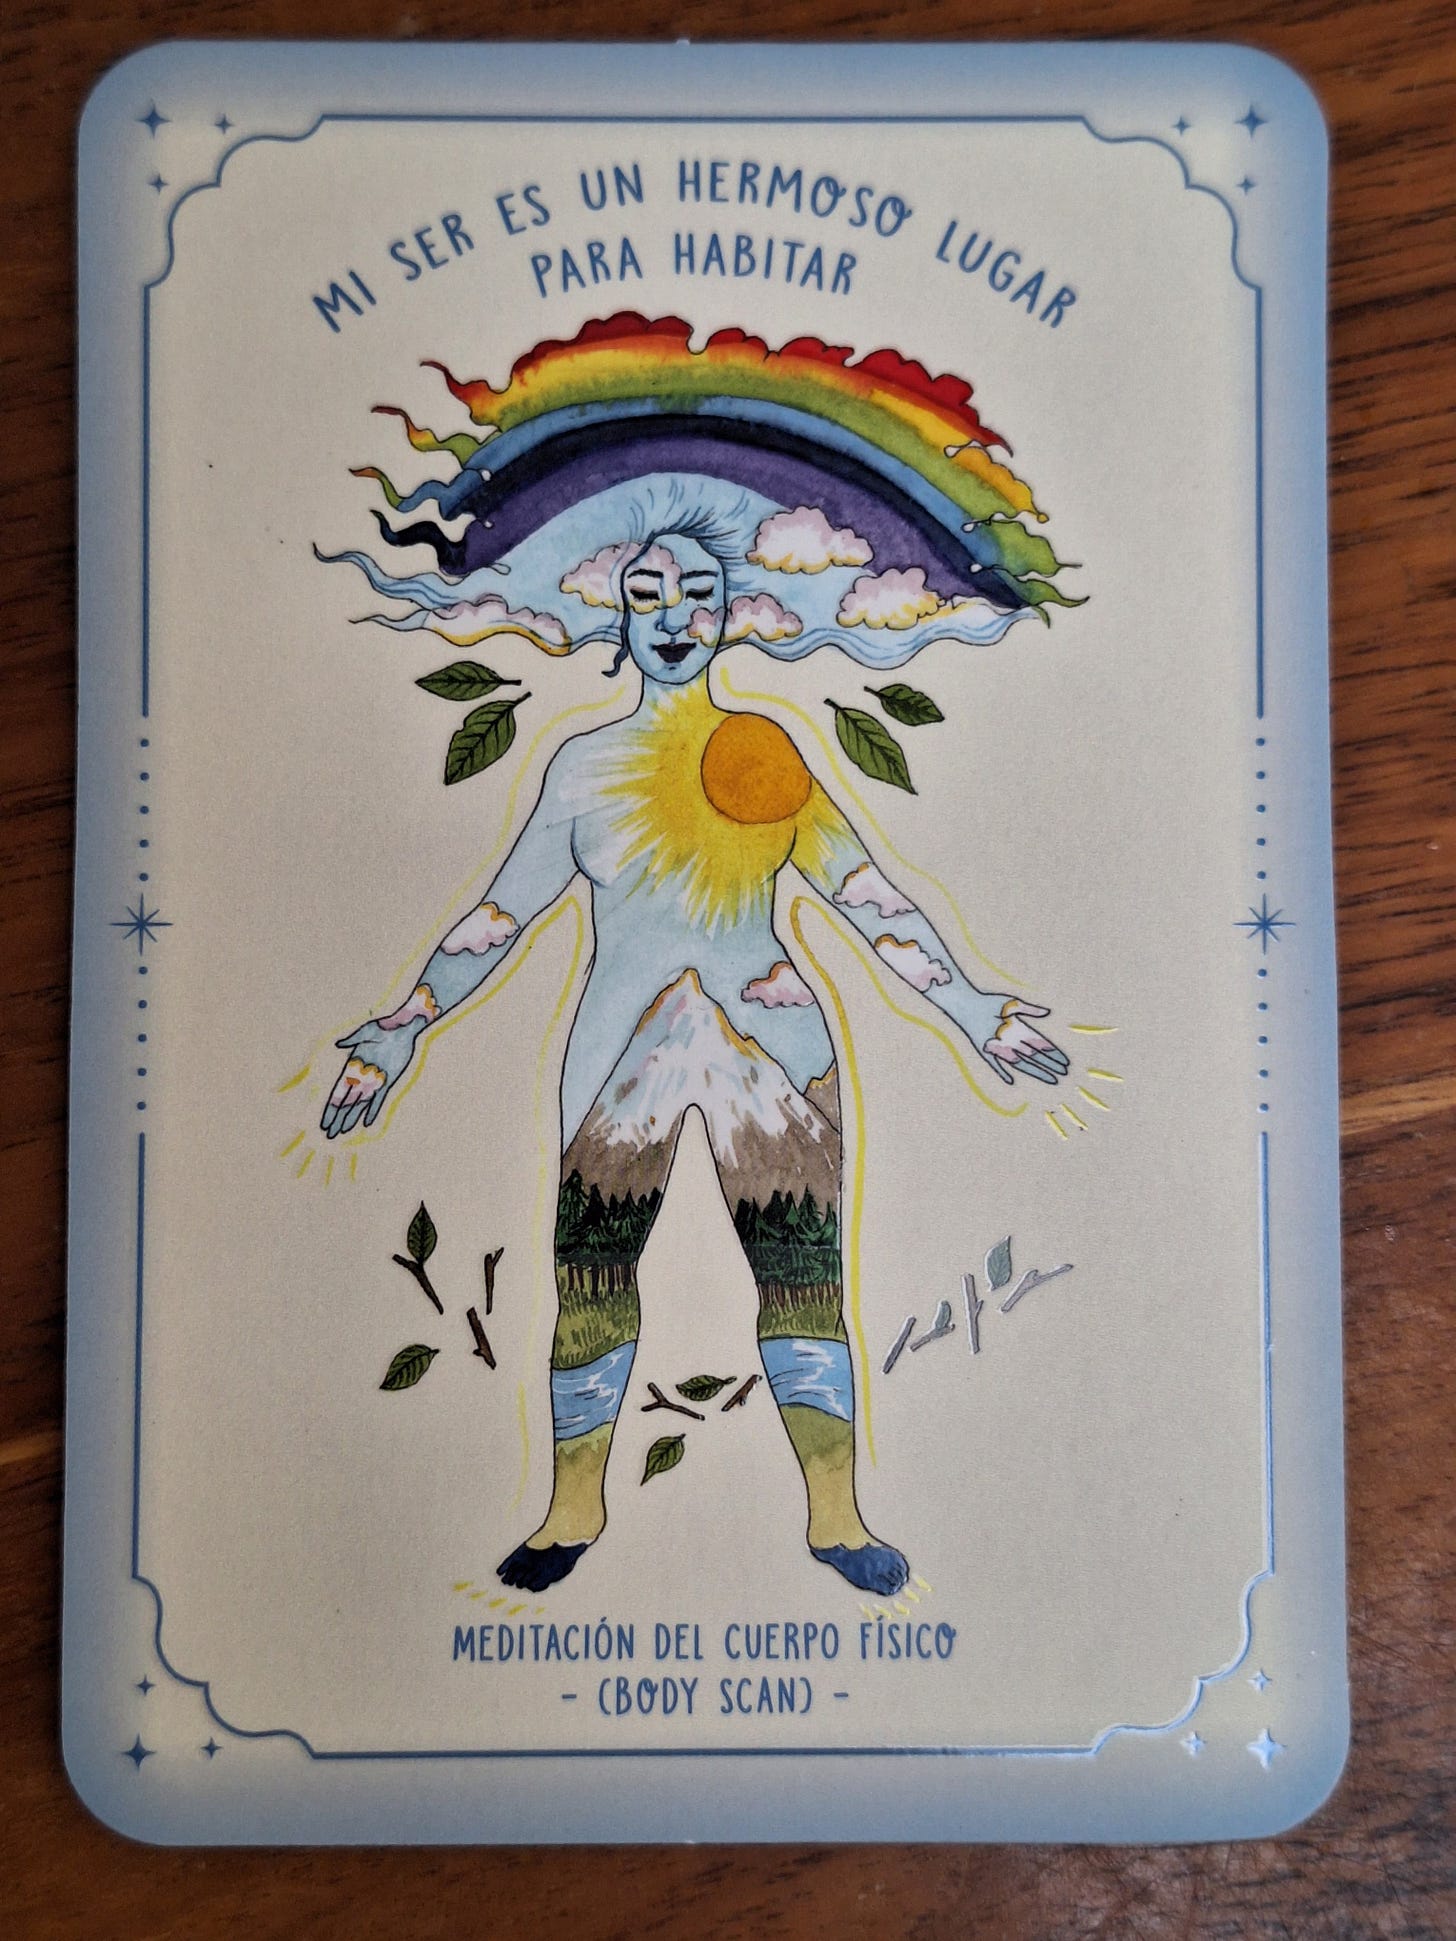 MI SER ES UN HERMOSO LUGAR
PARA HABITAR
MEDITACIÓN DEL CUERPO FÍSICO
- (BODY SCAN) -